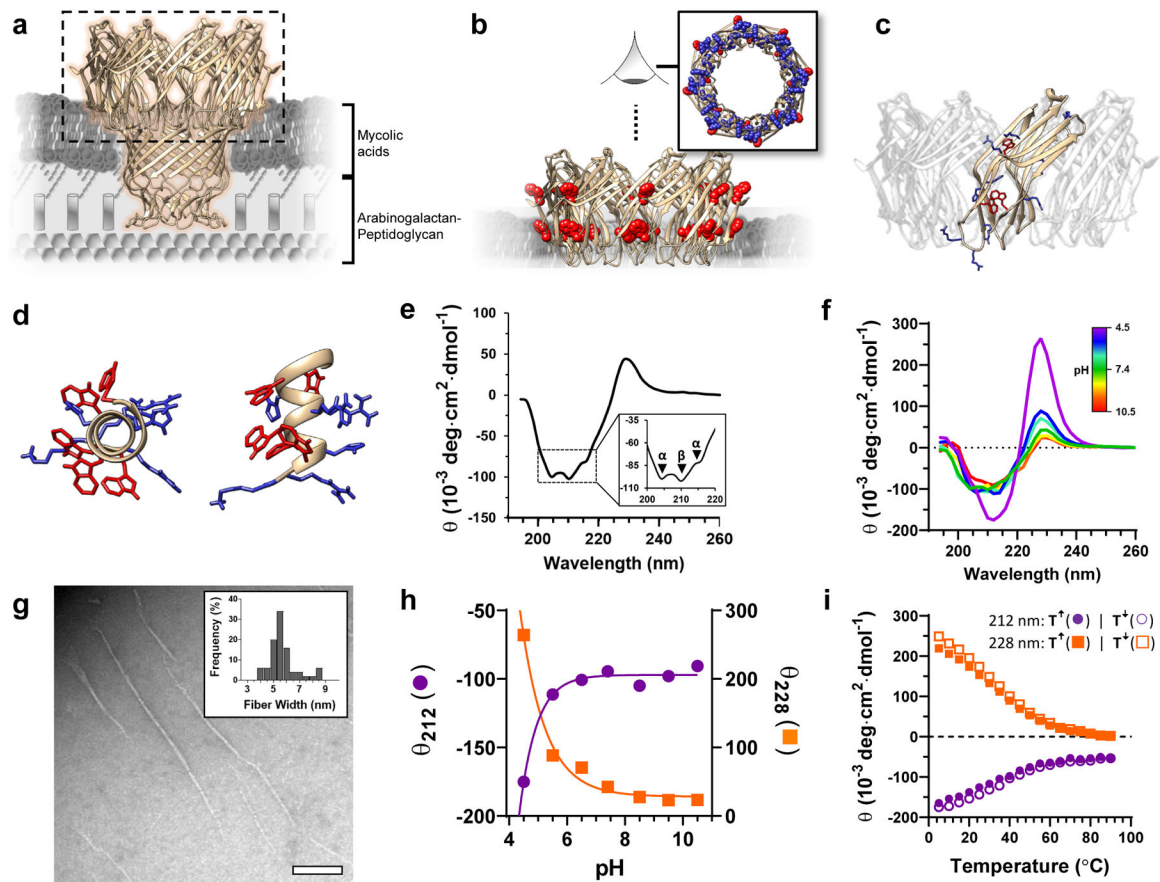 a
Mycolic
acids
Arabinogalactan-
Peptidoglycan
b
c
d
e
θ (10⁻³ deg·cm²·dmol⁻¹)
100
50
0
-50
-100
-150
200 220 240 260
Wavelength (nm)
-35
-60
-85
-110
α β α
200 210 220
f
θ (10⁻³ deg·cm²·dmol⁻¹)
300
200
100
0
-100
-200
200 220 240 260
Wavelength (nm)
pH
4.5
7.4
10.5
g
Frequency (%)
40
30
20
10
0
3 5 7 9
Fiber Width (nm)
h
θ212 (●)
-50
-100
-150
-200
4 6 8 10
pH
300
200
100
0
θ228 (■)
i
212 nm: T↑(●) | T↓(○)
228 nm: T↑(■) | T↓(□)
θ (10⁻³ deg·cm²·dmol⁻¹)
300
250
200
100
0
-100
-200
0 20 40 60 80 100
Temperature (°C)